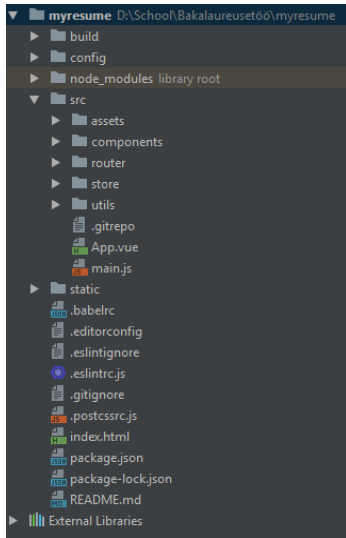 myresume D:\School\Bakalaureusetöö\myresume
build
config
node_modules library root
src
assets
components
router
store
utils
.gitrepo
App.vue
main.js
static
.babelrc
.editorconfig
.eslintignore
.eslintrc.js
.gitignore
.postcssrc.js
index.html
package.json
package-lock.json
README.md
External Libraries